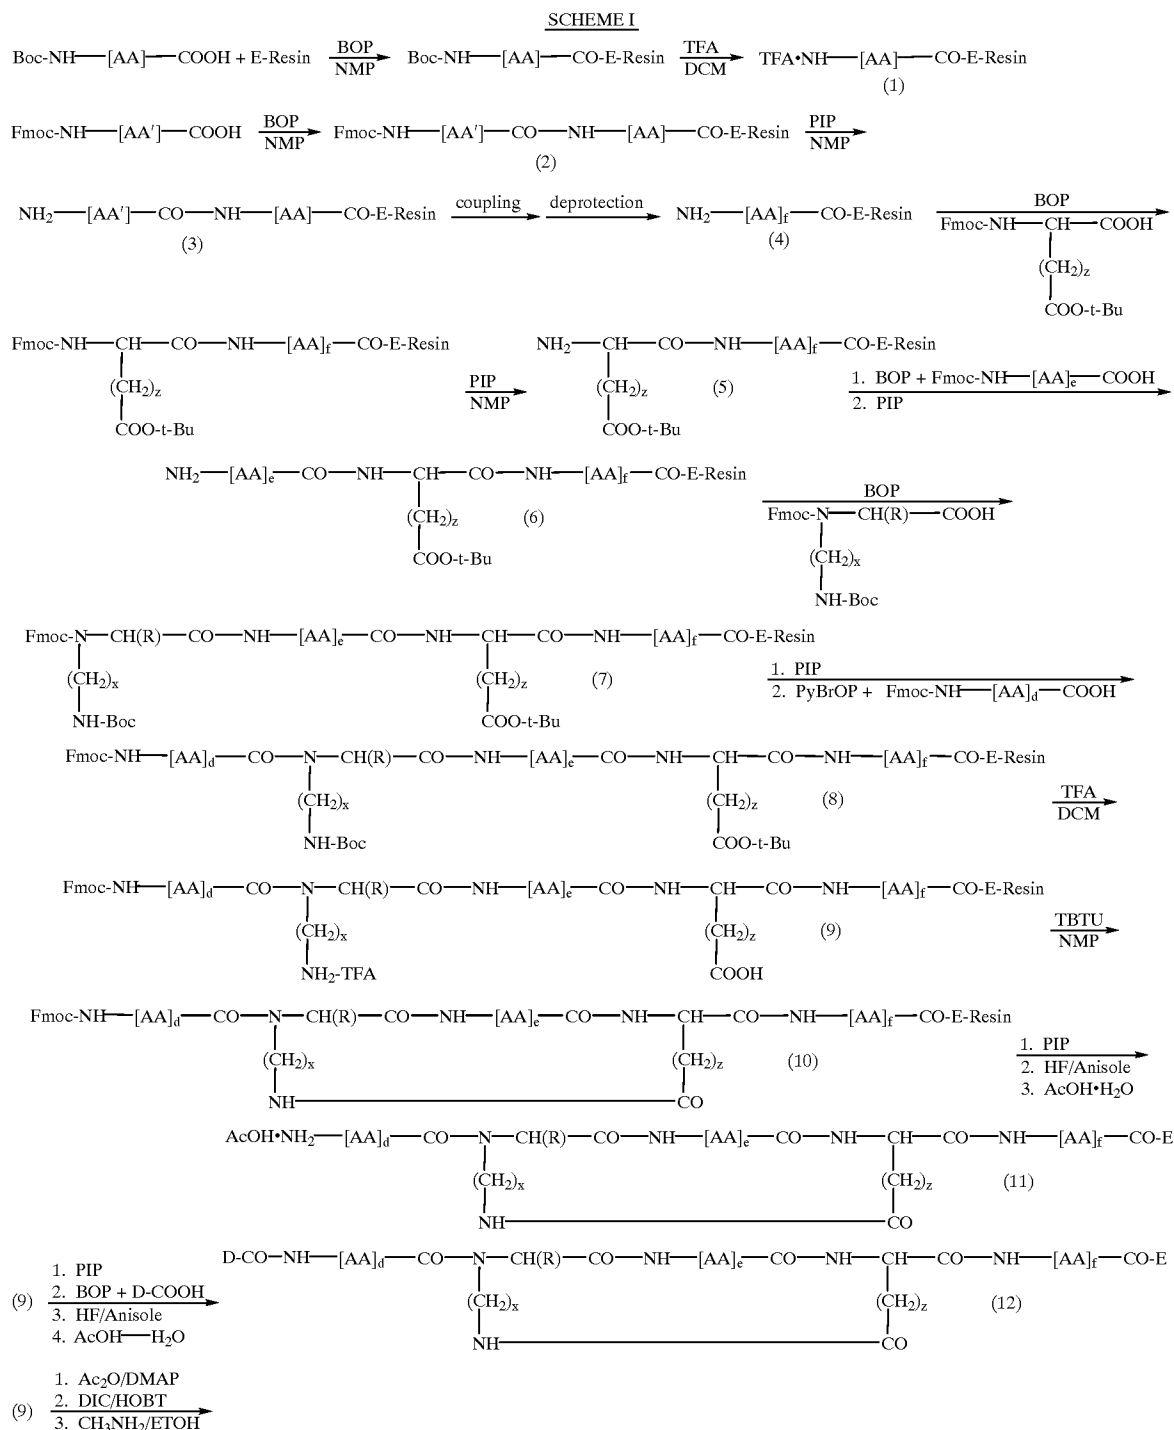 SCHEME I
Boc-NH—[AA]—COOH + E-Resin BOP NMP Boc-NH—[AA]—CO-E-Resin TFA DCM TFA•NH—[AA]—CO-E-Resin
(1)
Fmoc-NH—[AA']—COOH BOP NMP Fmoc-NH—[AA']—CO—NH—[AA]—CO-E-Resin PIP NMP
(2)
NH2—[AA']—CO—NH—[AA]—CO-E-Resin coupling deprotection NH2—[AA]f—CO-E-Resin BOP
(3) (4) Fmoc-NH—CH—COOH
(CH2)z
COO-t-Bu
Fmoc-NH—CH—CO—NH—[AA]f—CO-E-Resin PIP NMP NH2—CH—CO—NH—[AA]f—CO-E-Resin
(CH2)z (CH2)z (5) 1. BOP + Fmoc-NH—[AA]e—COOH
2. PIP
COO-t-Bu COO-t-Bu
NH2—[AA]e—CO—NH—CH—CO—NH—[AA]f—CO-E-Resin BOP
(CH2)z (6) Fmoc-N—CH(R)—COOH
COO-t-Bu (CH2)x
NH-Boc
Fmoc-N—CH(R)—CO—NH—[AA]e—CO—NH—CH—CO—NH—[AA]f—CO-E-Resin
(CH2)x (CH2)z (7) 1. PIP
2. PyBrOP + Fmoc-NH—[AA]d—COOH
NH-Boc COO-t-Bu
Fmoc-NH—[AA]d—CO—N—CH(R)—CO—NH—[AA]e—CO—NH—CH—CO—NH—[AA]f—CO-E-Resin
(CH2)x (CH2)z (8) TFA DCM
NH-Boc COO-t-Bu
Fmoc-NH—[AA]d—CO—N—CH(R)—CO—NH—[AA]e—CO—NH—CH—CO—NH—[AA]f—CO-E-Resin
(CH2)x (CH2)z (9) TBTU NMP
NH2-TFA COOH
Fmoc-NH—[AA]d—CO—N—CH(R)—CO—NH—[AA]e—CO—NH—CH—CO—NH—[AA]f—CO-E-Resin
(CH2)x (CH2)z (10) 1. PIP
2. HF/Anisole
3. AcOH•H2O
NH—CO
AcOH•NH2—[AA]d—CO—N—CH(R)—CO—NH—[AA]e—CO—NH—CH—CO—NH—[AA]f—CO-E
(CH2)x (CH2)z (11)
NH—CO
D-CO—NH—[AA]d—CO—N—CH(R)—CO—NH—[AA]e—CO—NH—CH—CO—NH—[AA]f—CO-E
(9) 1. PIP
2. BOP + D-COOH
3. HF/Anisole
4. AcOH—H2O
(CH2)x (CH2)z (12)
NH—CO
(9) 1. Ac2O/DMAP
2. DIC/HOBT
3. CH3NH2/ETOH